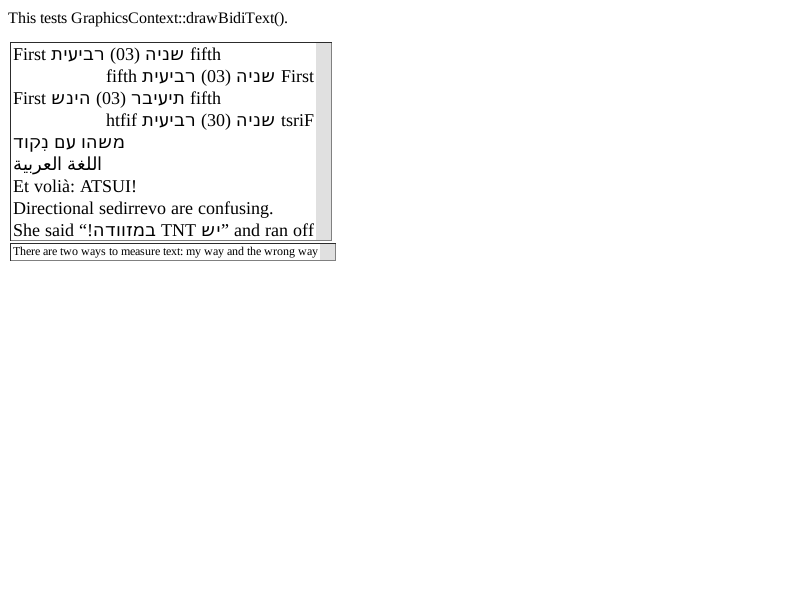 This tests GraphicsContext::drawBidiText().
First שניה (03) רביעית fifth
First שניה (03) רביעית fifth
First תיעיבר (03) הינש fifth
tsriF שניה (30) רביעית htfif
משהו עם נִקוד
اللغة العربية
Et volià: ATSUI!
Directional sedirrevo are confusing.
She said “יש TNT במזוודה!” and ran off
There are two ways to measure text: my way and the wrong way